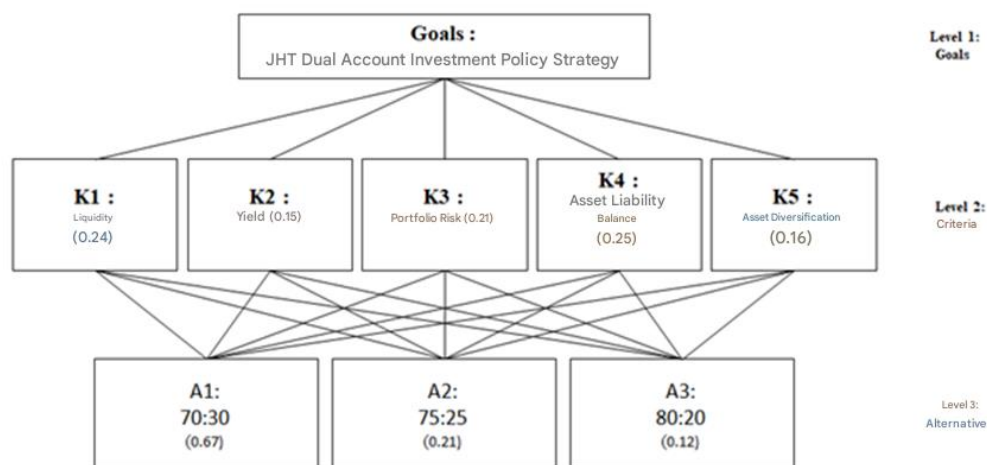 Goals :
JHT Dual Account Investment Policy Strategy
Level 1:
Goals
K1 :
Liquidity
(0.24)
K2 :
Yield (0.15)
K3 :
Portfolio Risk (0.21)
K4 :
Asset Liability
Balance
(0.25)
K5 :
Asset Diversification
(0.16)
Level 2:
Criteria
A1:
70:30
(0.67)
A2:
75:25
(0.21)
A3:
80:20
(0.12)
Level 3:
Alternative